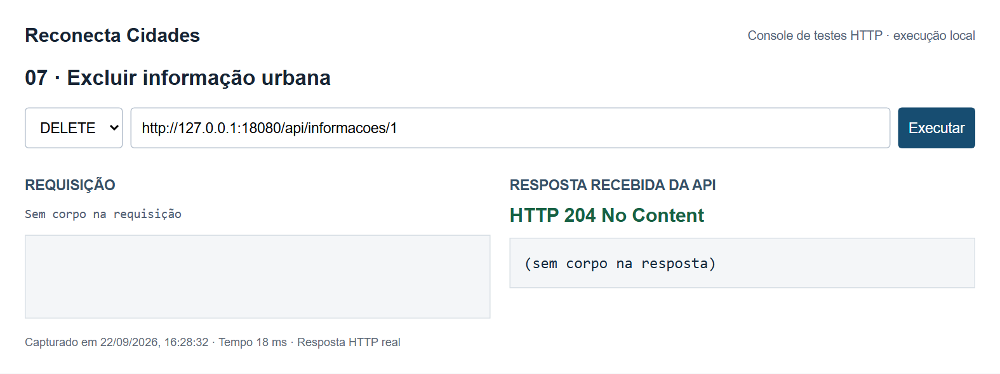 Reconecta Cidades
Console de testes HTTP · execução local
07 · Excluir informação urbana
DELETE
http://127.0.0.1:18080/api/informacoes/1
Executar
REQUISIÇÃO
Sem corpo na requisição
RESPOSTA RECEBIDA DA API
HTTP 204 No Content
(sem corpo na resposta)
Capturado em 22/09/2026, 16:28:32 · Tempo 18 ms · Resposta HTTP real